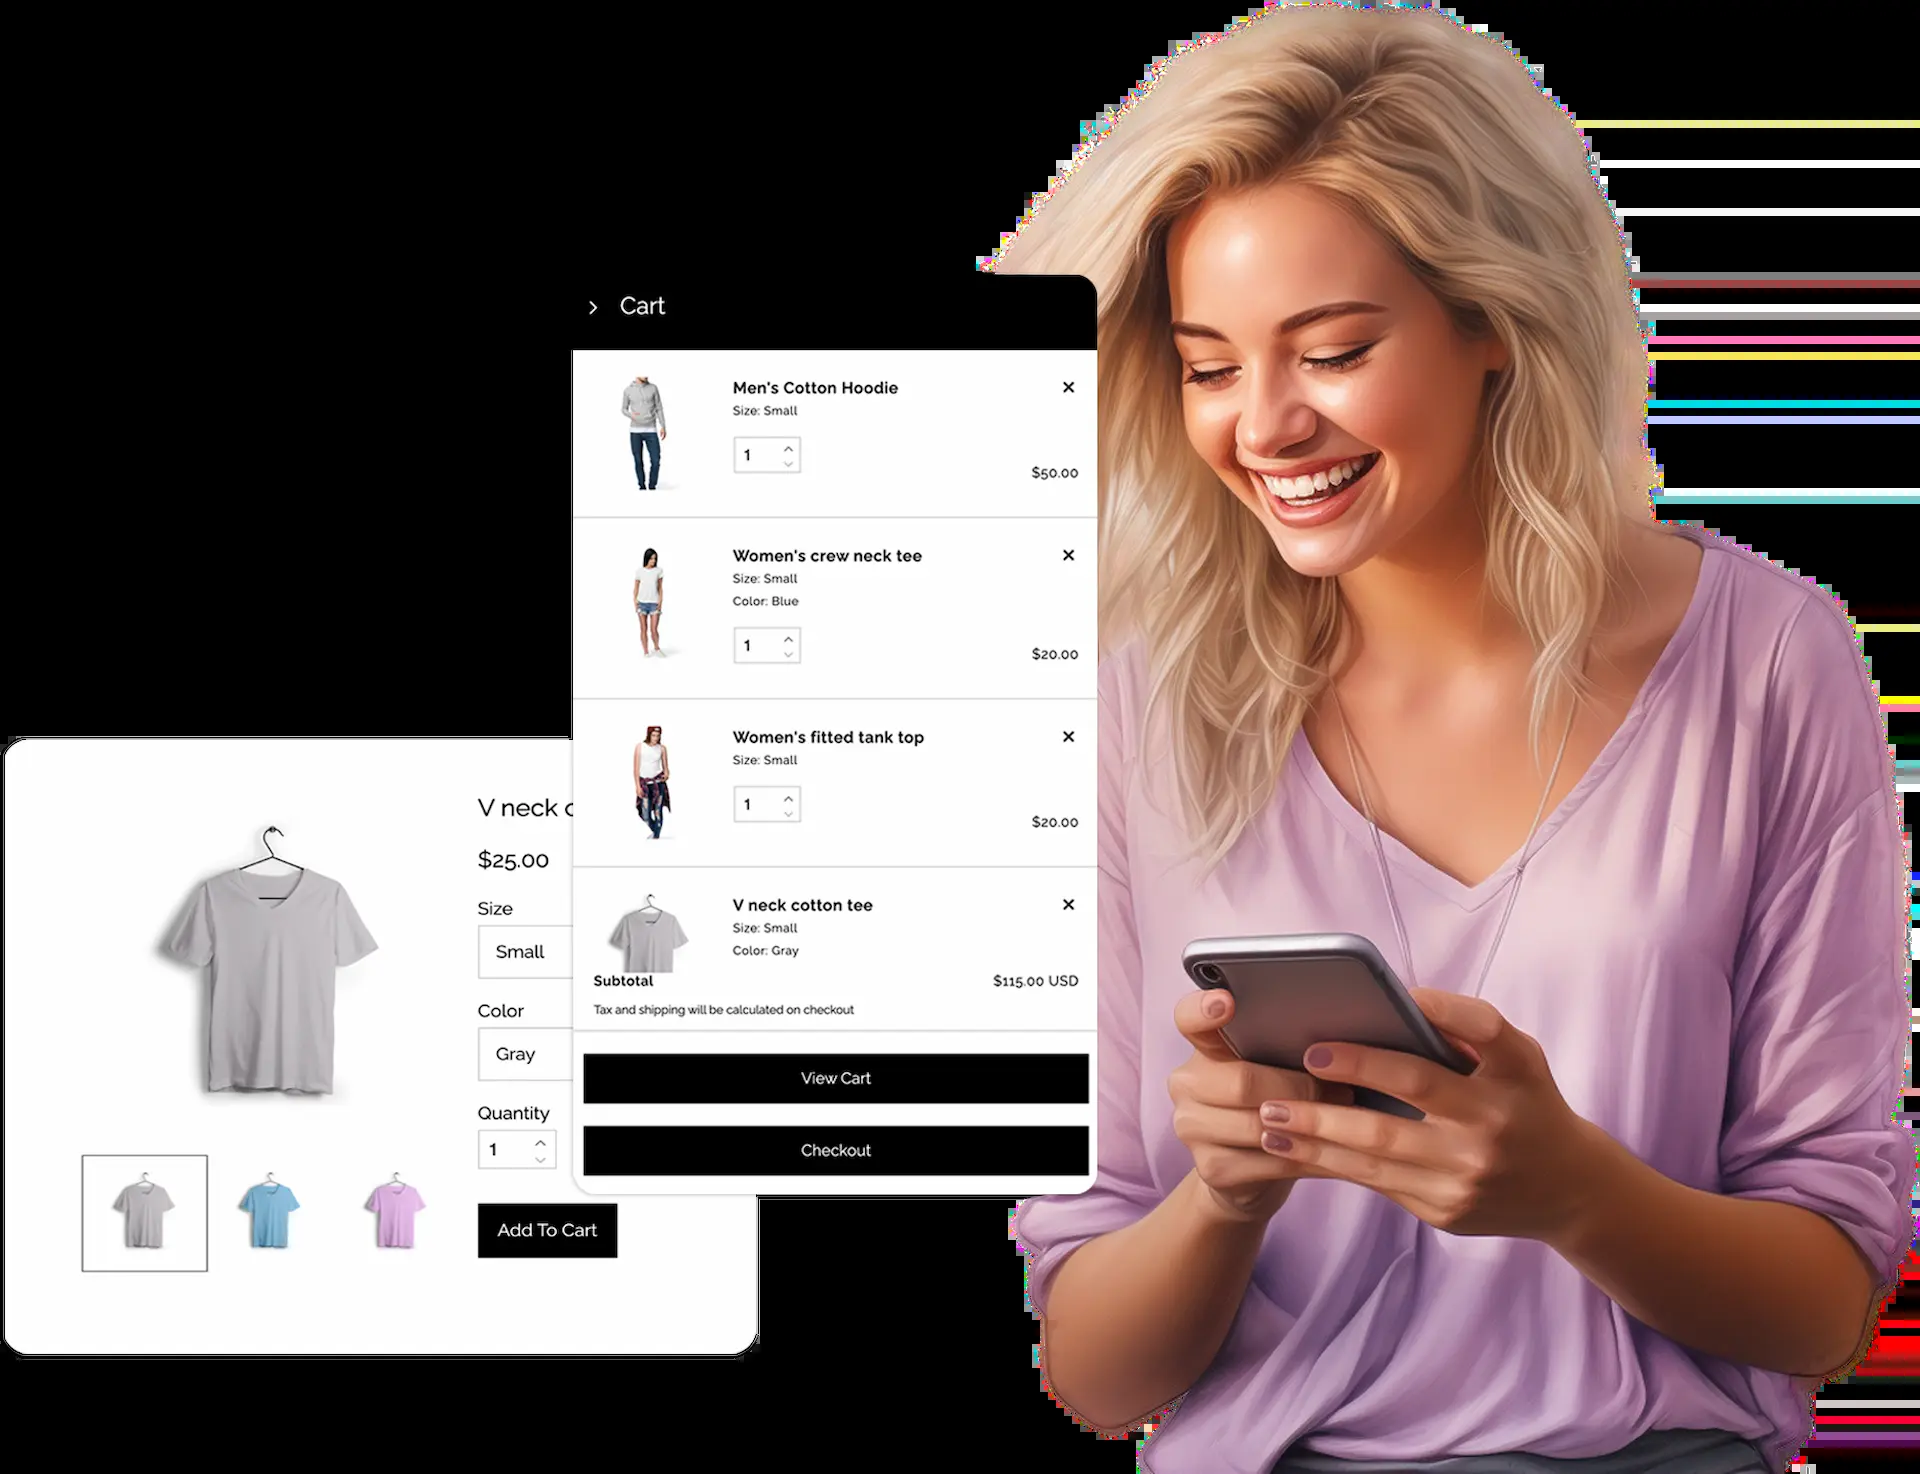 Cart
Men's Cotton Hoodie
Size: Small
1
$50.00
Women's crew neck tee
Size: Small
Color: Blue
1
$20.00
Women's fitted tank top
Size: Small
1
$20.00
V neck cotton tee
Size: Small
Color: Gray
Subtotal $115.00 USD
Tax and shipping will be calculated on checkout
View Cart
Checkout
V neck
$25.00
Size
Small
Color
Gray
Quantity
1
Add To Cart